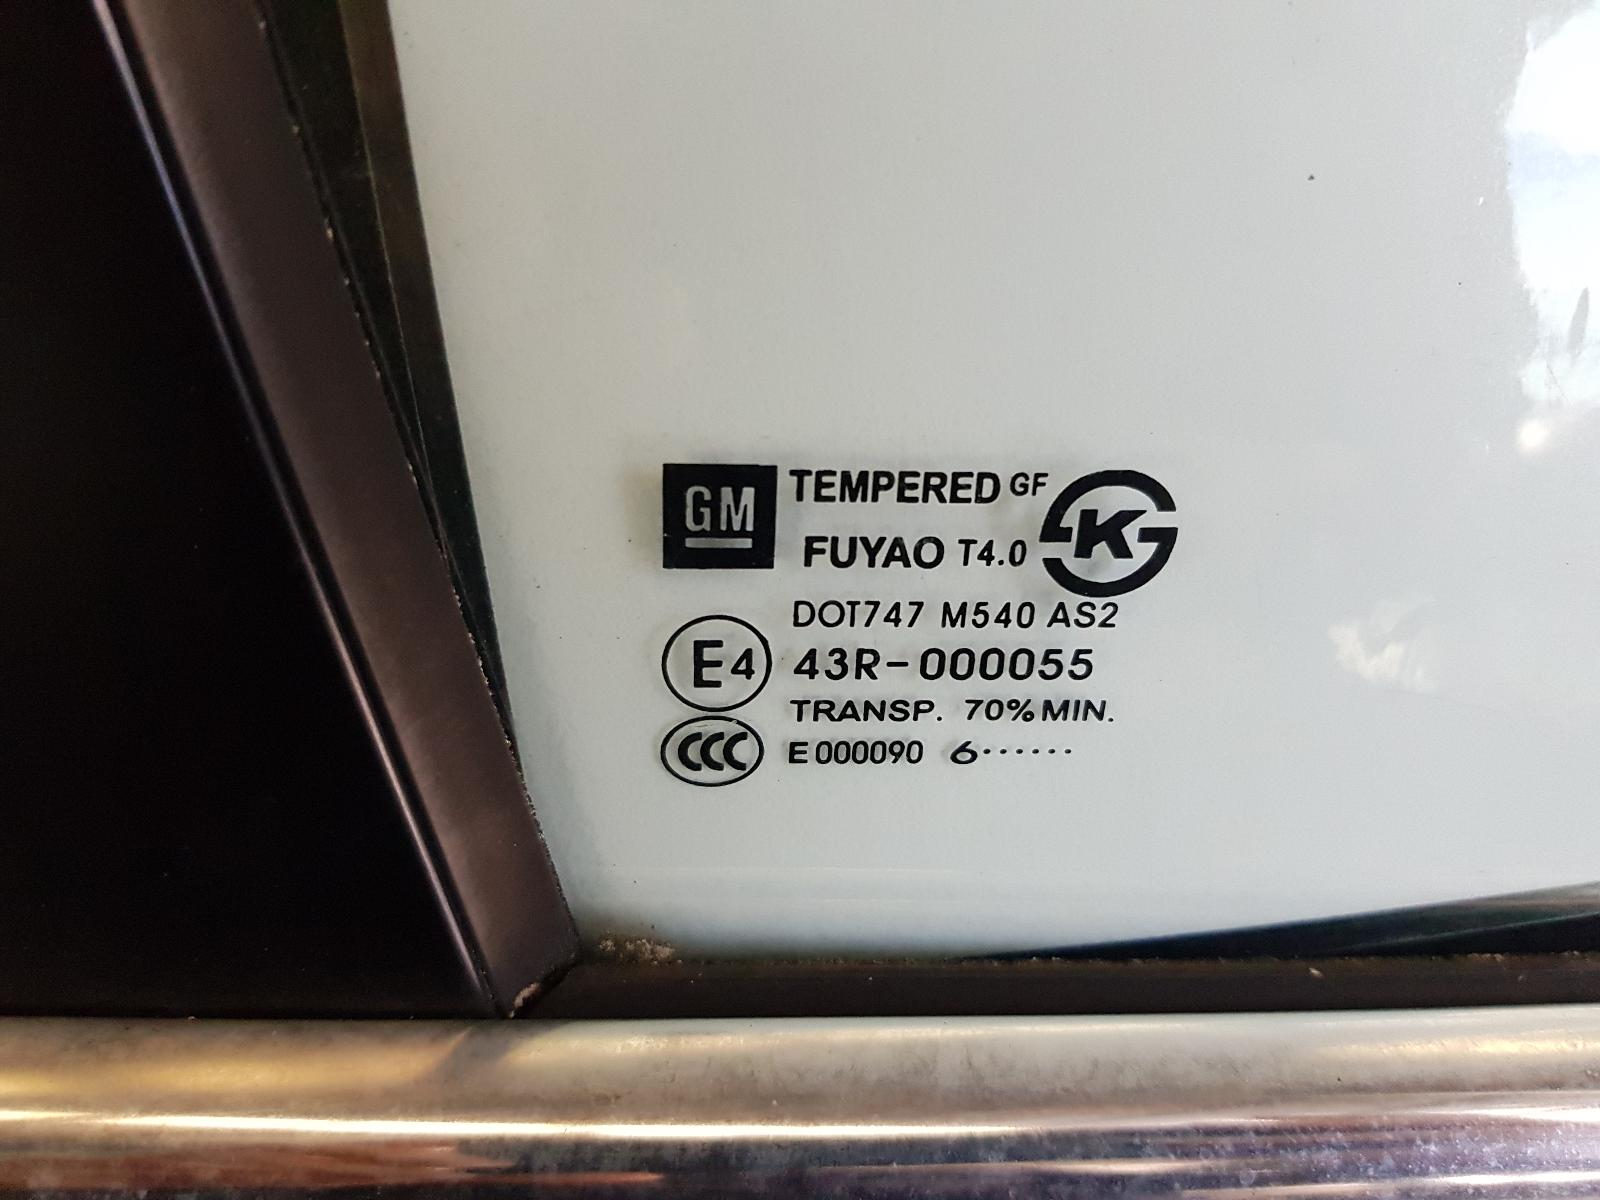 GM TEMPERED GF
FUYAO T4.0 K
DOT747 M540 AS2
E4 43R-000055
TRANSP. 70% MIN.
CCC E000090 6······